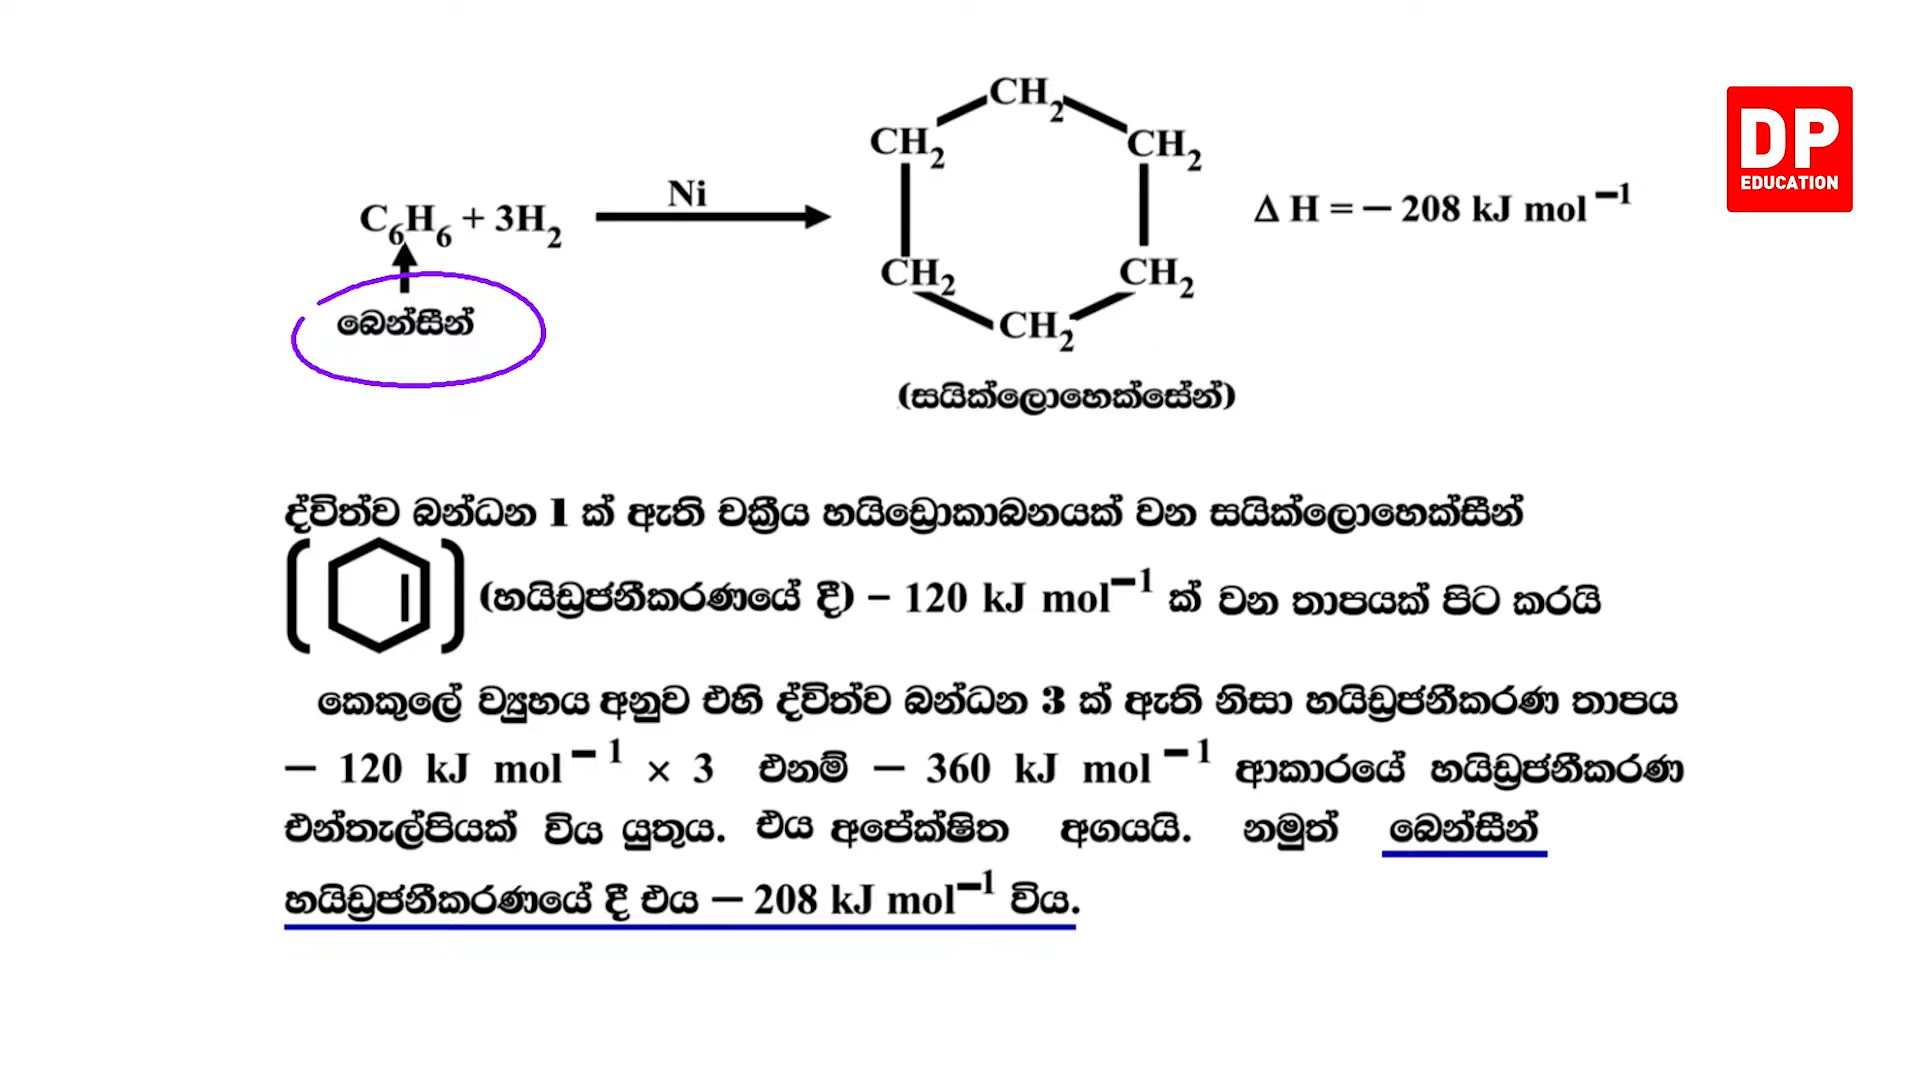 DP
EDUCATION
C₆H₆ + 3H₂
Ni
CH₂
CH₂
CH₂
CH₂
CH₂
CH₂
Δ H = – 208 kJ mol⁻¹
බෙන්සීන්
(සයික්ලොහෙක්සේන්)
ද්විත්ව බන්ධන 1 ක් ඇති චක්‍රීය හයිඩ්‍රොකාබනයක් වන සයික්ලොහෙක්සීන්
(හයිඩ්‍රජනීකරණයේ දී) – 120 kJ mol⁻¹ ක් වන තාපයක් පිට කරයි
කෙකුලේ ව්‍යුහය අනුව එහි ද්විත්ව බන්ධන 3 ක් ඇති නිසා හයිඩ්‍රජනීකරණ තාපය
– 120 kJ mol⁻¹ × 3 එනම් – 360 kJ mol⁻¹ ආකාරයේ හයිඩ්‍රජනීකරණ
එන්තැල්පියක් විය යුතුය. එය අපේක්ෂිත අගයයි. නමුත් බෙන්සීන්
හයිඩ්‍රජනීකරණයේ දී එය – 208 kJ mol⁻¹ විය.